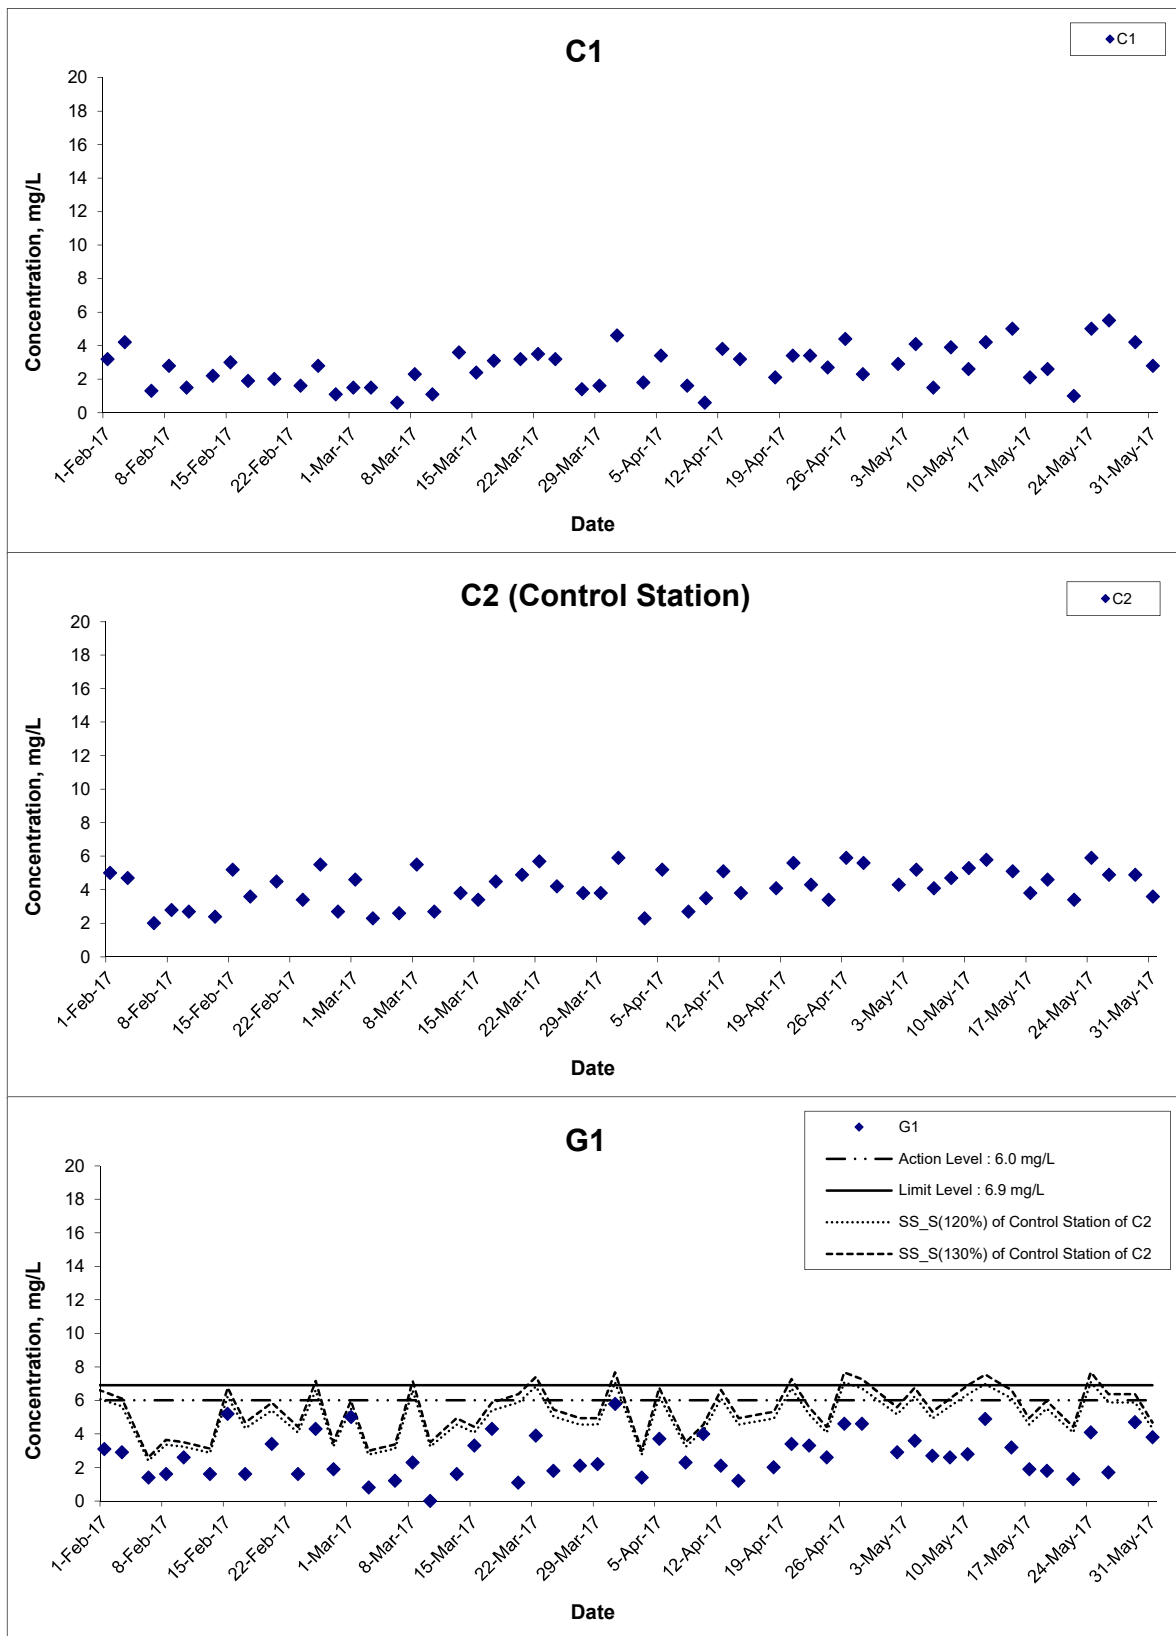 C1
C1
Concentration, mg/L
20
18
16
14
12
10
8
6
4
2
0
1-Feb-17
8-Feb-17
15-Feb-17
22-Feb-17
1-Mar-17
8-Mar-17
15-Mar-17
22-Mar-17
29-Mar-17
5-Apr-17
12-Apr-17
19-Apr-17
26-Apr-17
3-May-17
10-May-17
17-May-17
24-May-17
31-May-17
Date
C2 (Control Station)
C2
Concentration, mg/L
20
18
16
14
12
10
8
6
4
2
0
1-Feb-17
8-Feb-17
15-Feb-17
22-Feb-17
1-Mar-17
8-Mar-17
15-Mar-17
22-Mar-17
29-Mar-17
5-Apr-17
12-Apr-17
19-Apr-17
26-Apr-17
3-May-17
10-May-17
17-May-17
24-May-17
31-May-17
Date
G1
G1
Action Level : 6.0 mg/L
Limit Level : 6.9 mg/L
SS_S(120%) of Control Station of C2
SS_S(130%) of Control Station of C2
Concentration, mg/L
20
18
16
14
12
10
8
6
4
2
0
1-Feb-17
8-Feb-17
15-Feb-17
22-Feb-17
1-Mar-17
8-Mar-17
15-Mar-17
22-Mar-17
29-Mar-17
5-Apr-17
12-Apr-17
19-Apr-17
26-Apr-17
3-May-17
10-May-17
17-May-17
24-May-17
31-May-17
Date